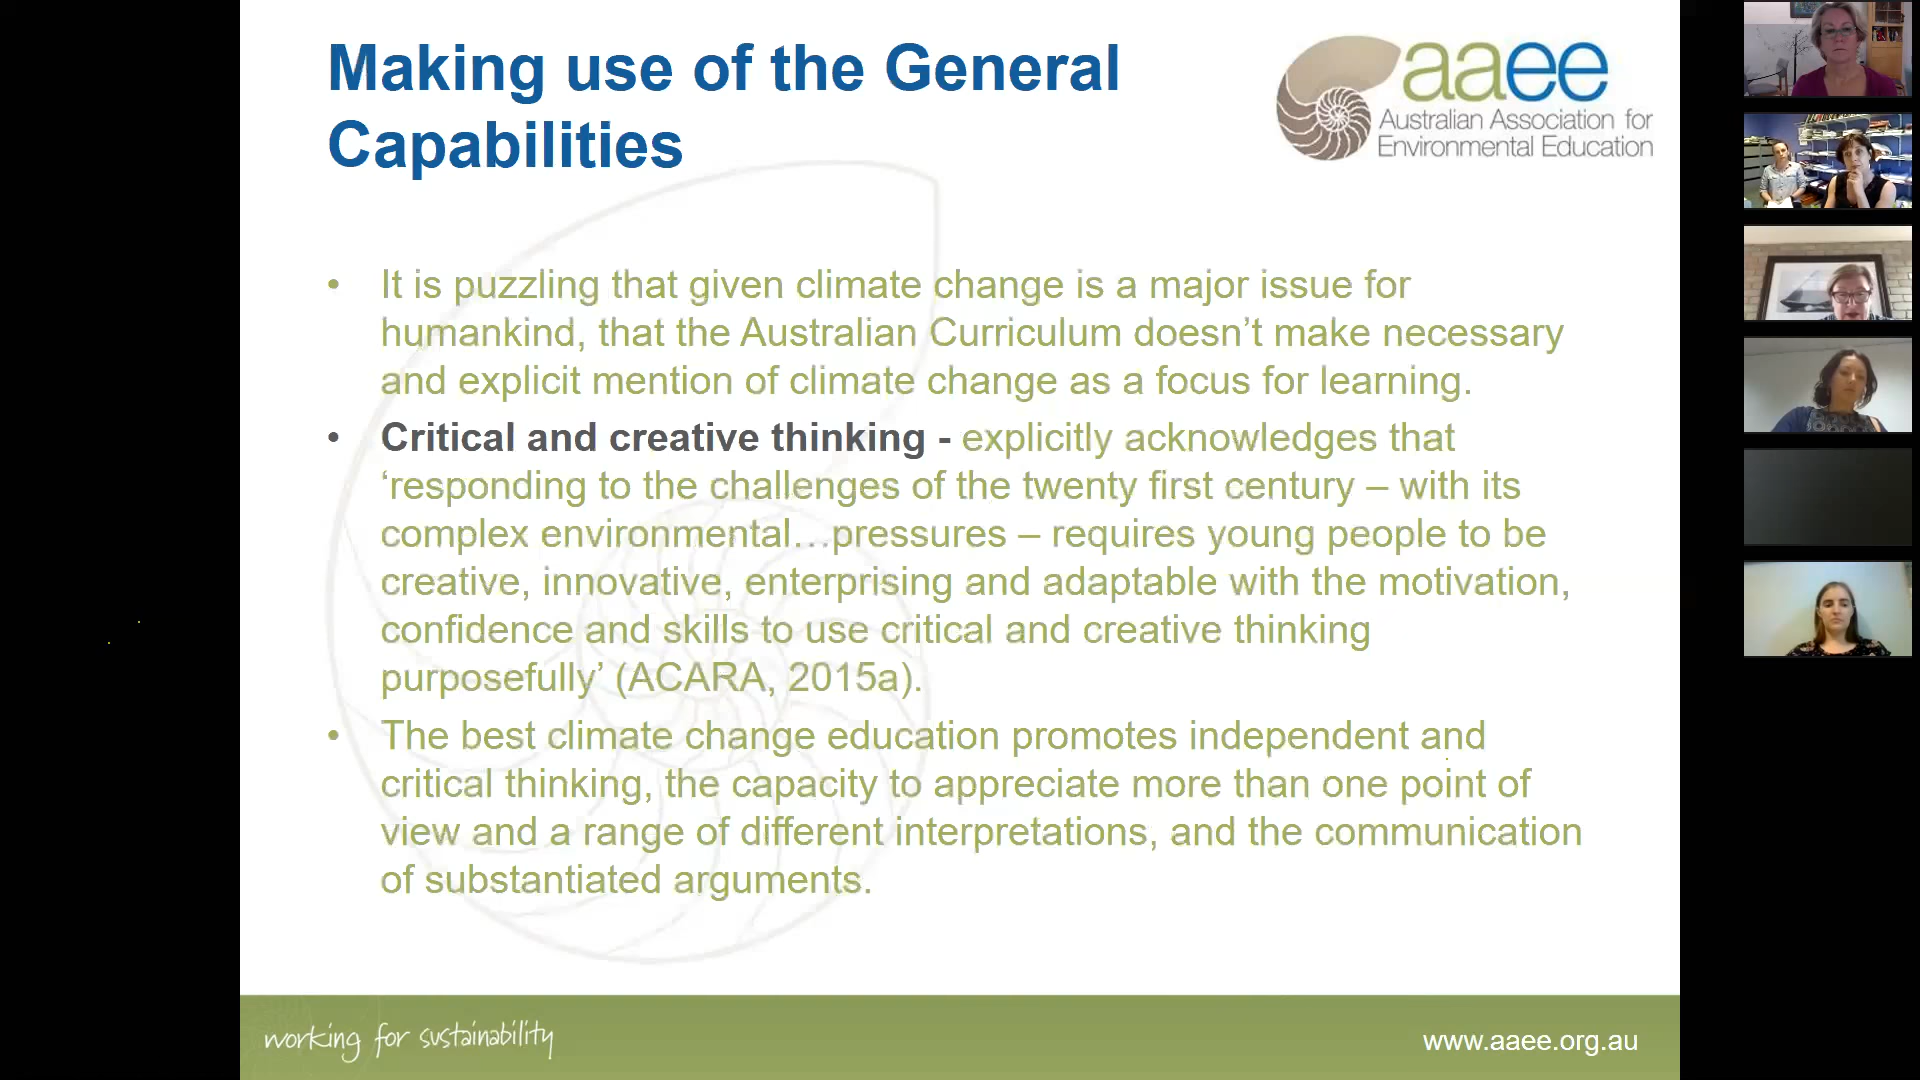 Making use of the General
Capabilities
aaee
Australian Association for
Environmental Education
• It is puzzling that given climate change is a major issue for
humankind, that the Australian Curriculum doesn’t make necessary
and explicit mention of climate change as a focus for learning.
• Critical and creative thinking - explicitly acknowledges that
‘responding to the challenges of the twenty first century – with its
complex environmental…pressures – requires young people to be
creative, innovative, enterprising and adaptable with the motivation,
confidence and skills to use critical and creative thinking
purposefully’ (ACARA, 2015a).
• The best climate change education promotes independent and
critical thinking, the capacity to appreciate more than one point of
view and a range of different interpretations, and the communication
of substantiated arguments.
working for sustainability
www.aaee.org.au